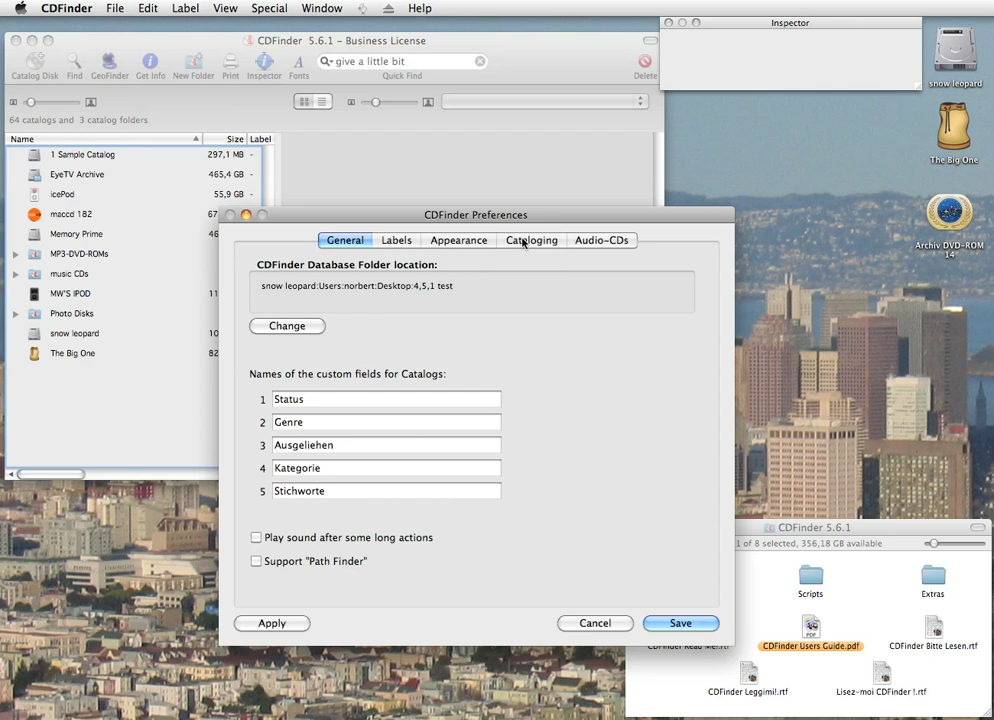 CDFinder File Edit Label View Special Window Help
CDFinder 5.6.1 – Business License
Inspector
give a little bit
Catalog Disk Find GeoFinder Get Info New Folder Print Inspector Fonts Quick Find Delete
snow leopard
64 catalogs and 3 catalog folders
Name Size Label
1 Sample Catalog 297,1 MB -
EyeTV Archive 465,4 GB -
icePod 55,9 GB -
maccd 182 67
Memory Prime 46
MP3-DVD-ROMs
music CDs
MW'S IPOD 11
Photo Disks
snow leopard 10
The Big One 82
The Big One
Archiv DVD-ROM
14
CDFinder Preferences
General Labels Appearance Cataloging Audio-CDs
CDFinder Database Folder location:
snow leopard:Users:norbert:Desktop:4,5,1 test
Change
Names of the custom fields for Catalogs:
1 Status
2 Genre
3 Ausgeliehen
4 Kategorie
5 Stichworte
Play sound after some long actions
Support "Path Finder"
Apply Cancel Save
CDFinder 5.6.1
1 of 8 selected, 356,18 GB available
Scripts Extras
PDF
CDFinder Read Me!.rtf CDFinder Users Guide.pdf CDFinder Bitte Lesen.rtf
CDFinder Leggimi!.rtf Lisez-moi CDFinder !.rtf